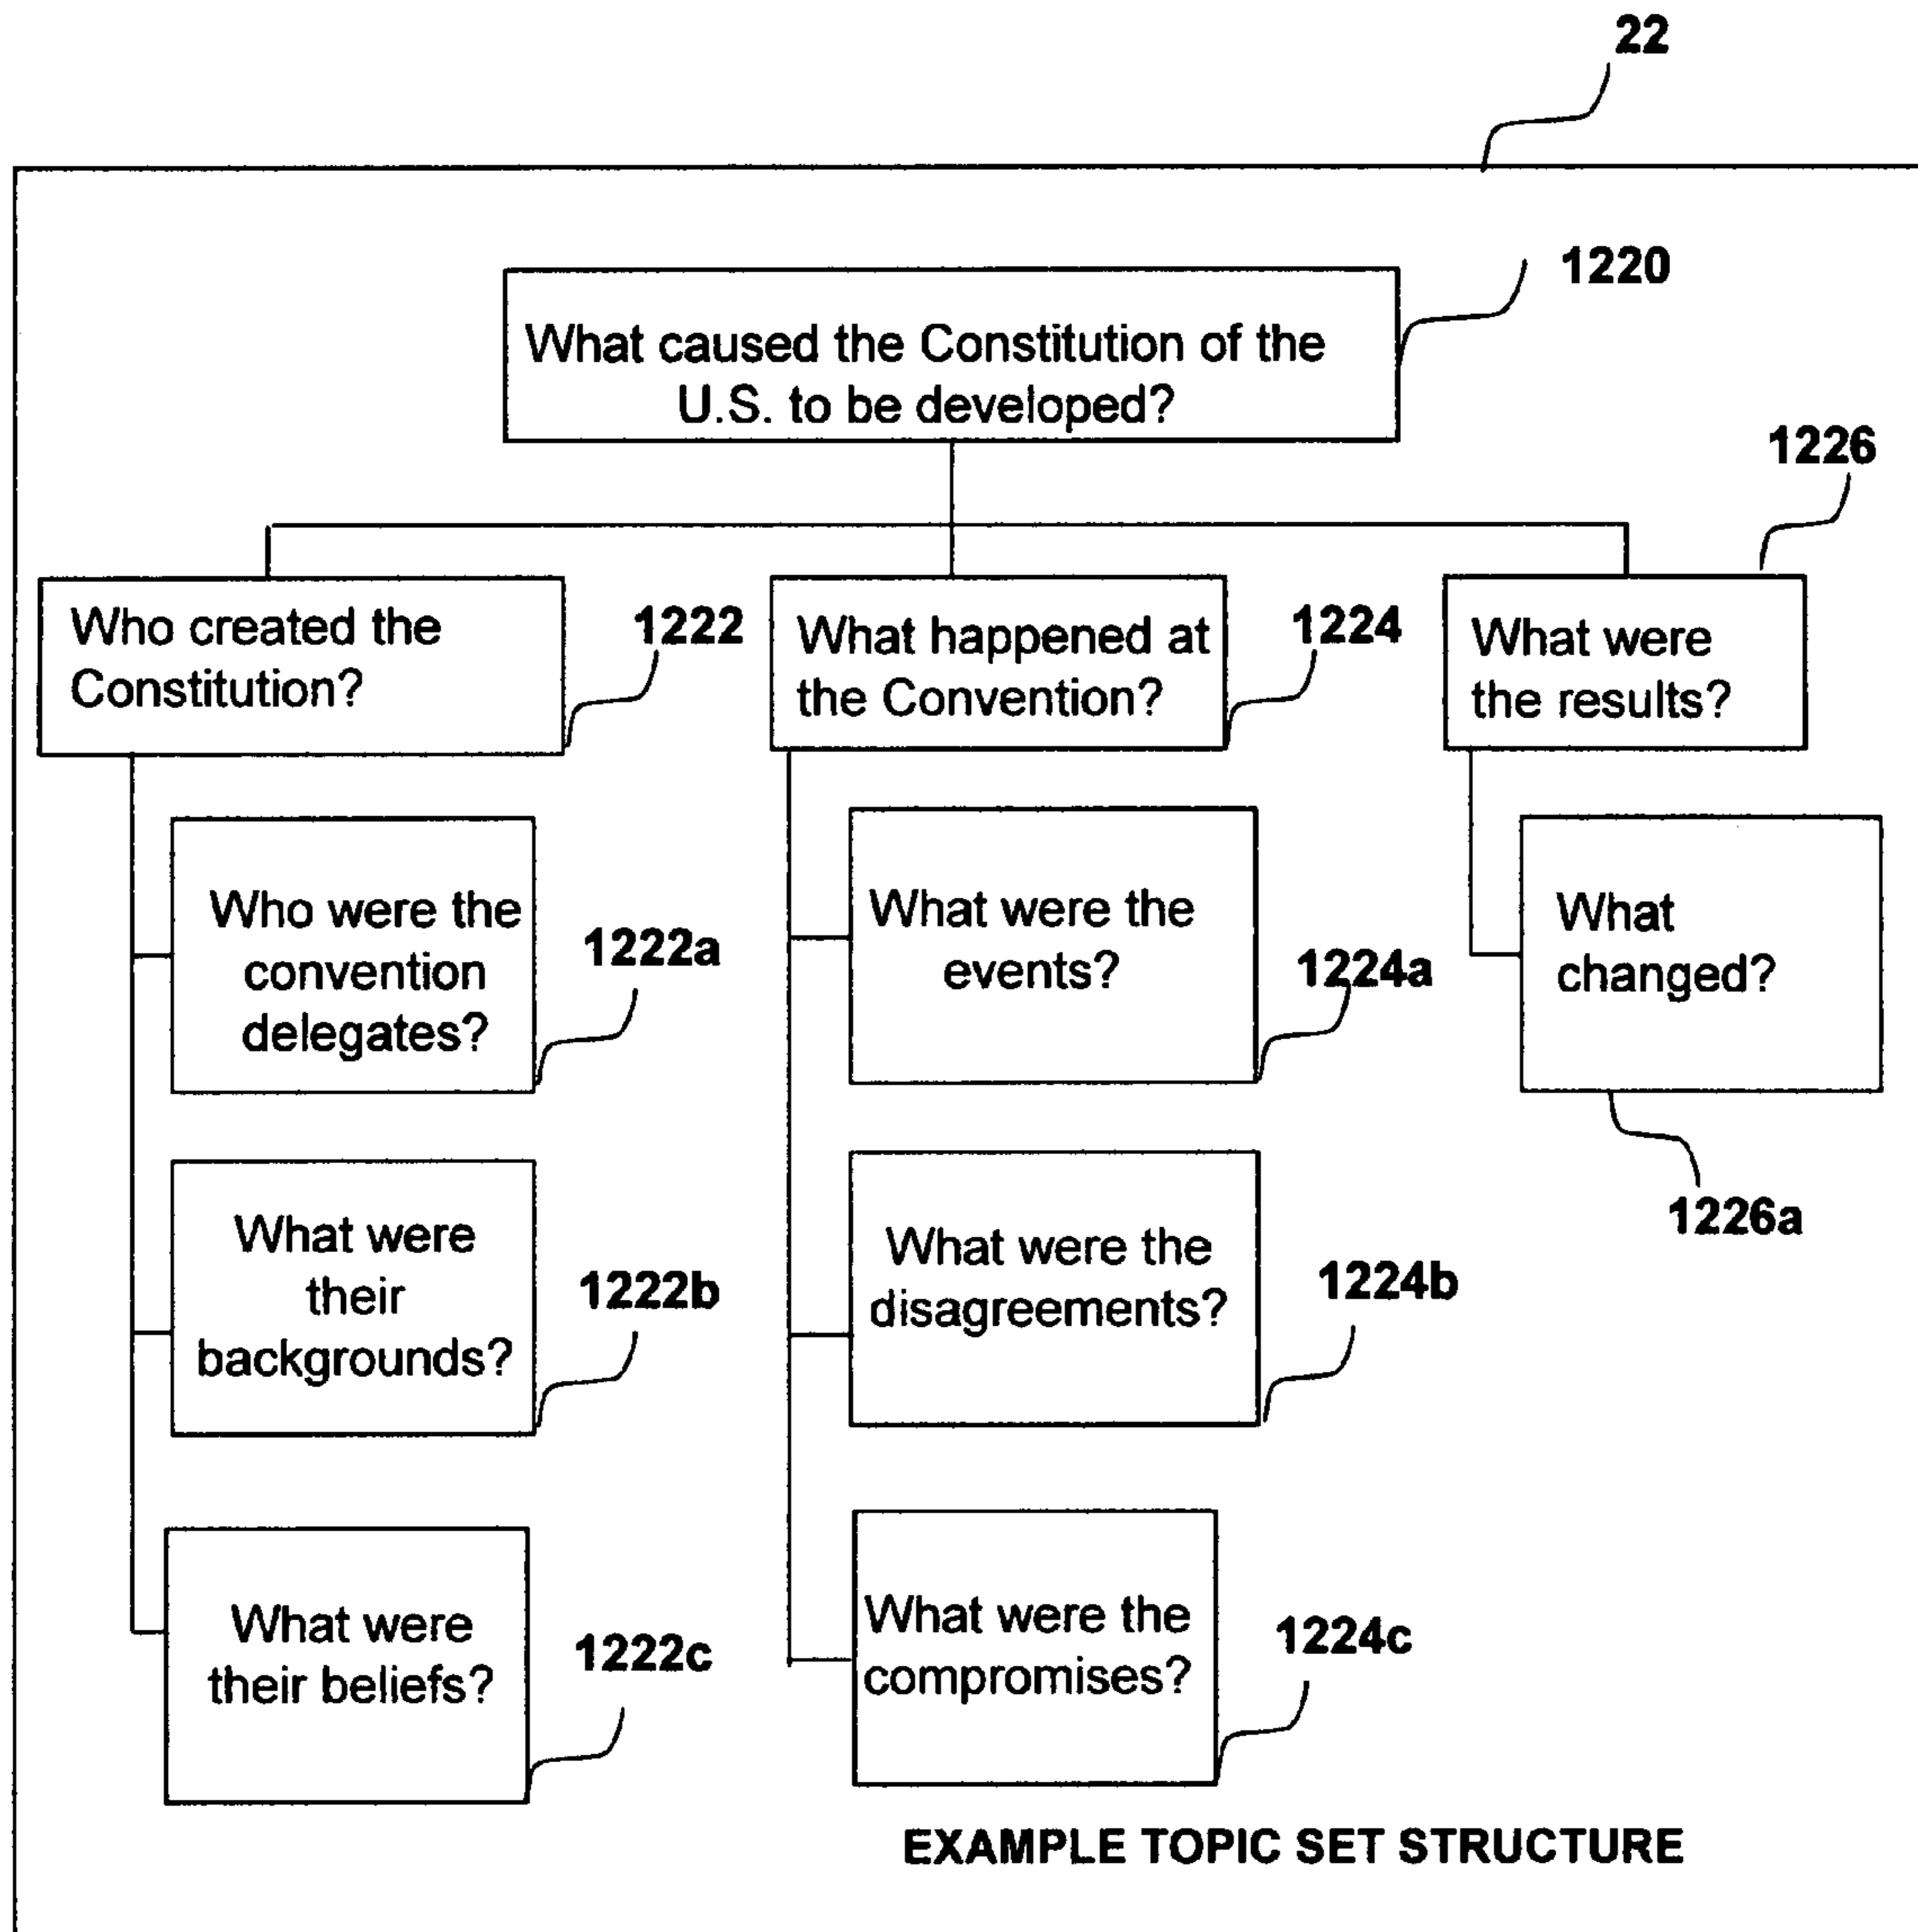 22
1220
What caused the Constitution of the
U.S. to be developed?
1226
Who created the
Constitution?
1222
What happened at
the Convention?
1224
What were
the results?
Who were the
convention
delegates?
1222a
What were the
events?
1224a
What
changed?
1226a
What were
their
backgrounds?
1222b
What were the
disagreements?
1224b
What were
their beliefs?
1222c
What were the
compromises?
1224c
EXAMPLE TOPIC SET STRUCTURE